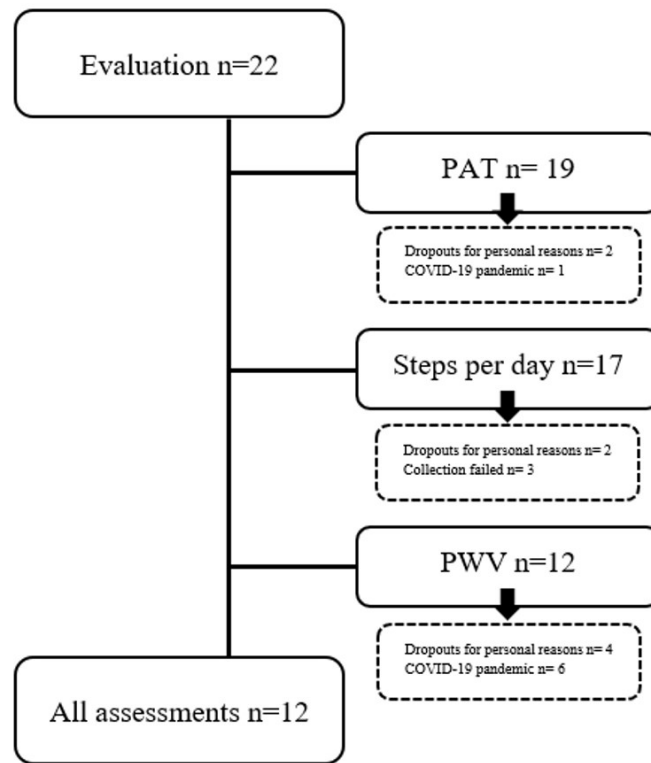 Evaluation n=22
PAT n= 19
Dropouts for personal reasons n= 2
COVID-19 pandemic n= 1
Steps per day n=17
Dropouts for personal reasons n= 2
Collection failed n= 3
PWV n=12
Dropouts for personal reasons n= 4
COVID-19 pandemic n= 6
All assessments n=12